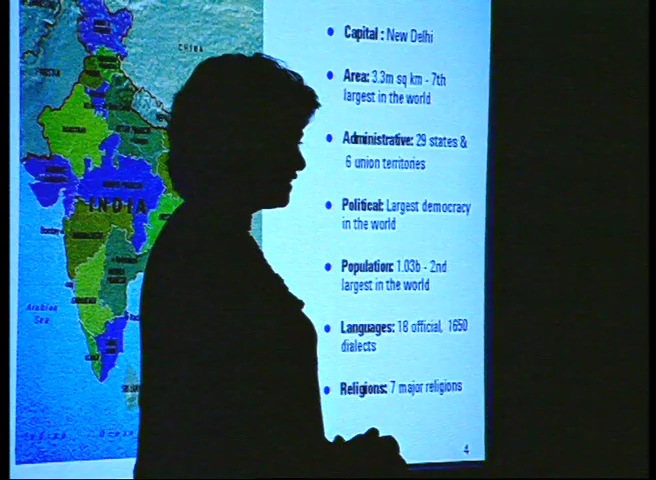 CHINA
INDIA
Arabian
Sea
Capital : New Delhi
Area: 3.3m sq km - 7th
largest in the world
Administrative: 29 states &
6 union territories
Political: Largest democracy
in the world
Population: 1.03b - 2nd
largest in the world
Languages: 18 official, 1650
dialects
Religions: 7 major religions
4